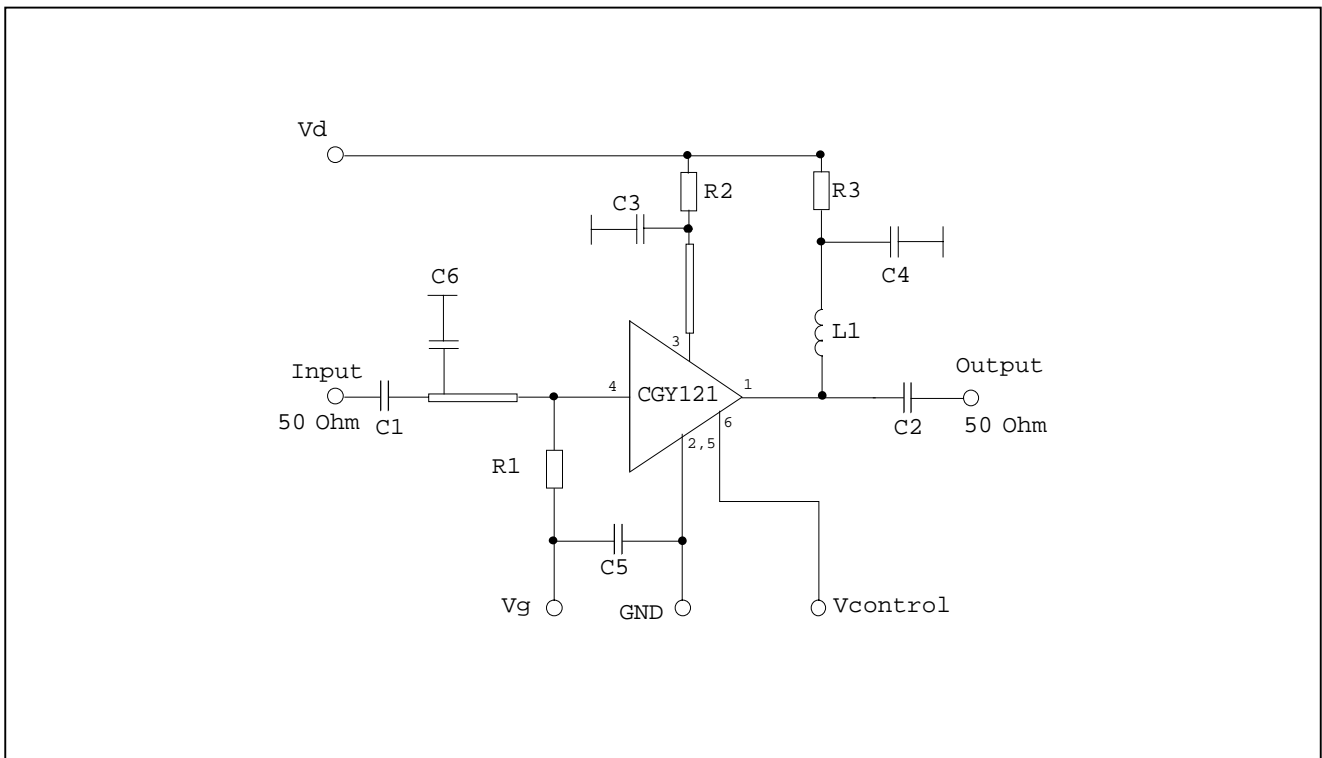 Vd
R2
R3
C3
C4
C6
L1
3
Input
Output
4
CGY121
1
50 Ohm
C1
6
C2
50 Ohm
2,5
R1
C5
Vg
GND
Vcontrol